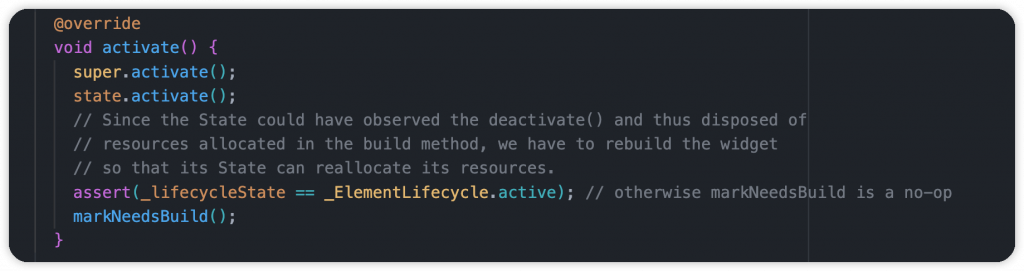 @override
void activate() {
super.activate();
state.activate();
// Since the State could have observed the deactivate() and thus disposed of
// resources allocated in the build method, we have to rebuild the widget
// so that its State can reallocate its resources.
assert(_lifecycleState == _ElementLifecycle.active); // otherwise markNeedsBuild is a no-op
markNeedsBuild();
}